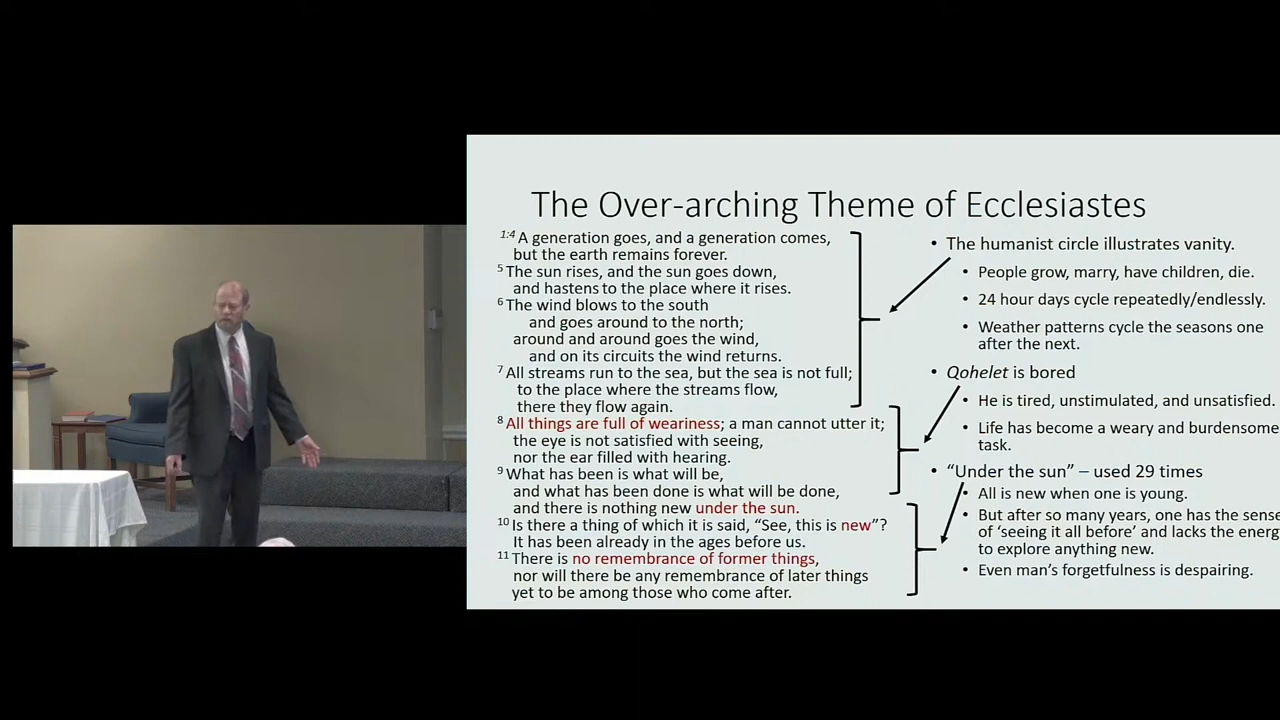 The Over-arching Theme of Ecclesiastes
1:4 A generation goes, and a generation comes,
but the earth remains forever.
5 The sun rises, and the sun goes down,
and hastens to the place where it rises.
6 The wind blows to the south
and goes around to the north;
around and around goes the wind,
and on its circuits the wind returns.
7 All streams run to the sea, but the sea is not full;
to the place where the streams flow,
there they flow again.
8 All things are full of weariness; a man cannot utter it;
the eye is not satisfied with seeing,
nor the ear filled with hearing.
9 What has been is what will be,
and what has been done is what will be done,
and there is nothing new under the sun.
10 Is there a thing of which it is said, “See, this is new”?
It has been already in the ages before us.
11 There is no remembrance of former things,
nor will there be any remembrance of later things
yet to be among those who come after.
• The humanist circle illustrates vanity.
• People grow, marry, have children, die.
• 24 hour days cycle repeatedly/endlessly.
• Weather patterns cycle the seasons one
after the next.
• Qohelet is bored
• He is tired, unstimulated, and unsatisfied.
• Life has become a weary and burdensome
task.
• “Under the sun” – used 29 times
• All is new when one is young.
• But after so many years, one has the sense
of ‘seeing it all before’ and lacks the energ
to explore anything new.
• Even man’s forgetfulness is despairing.